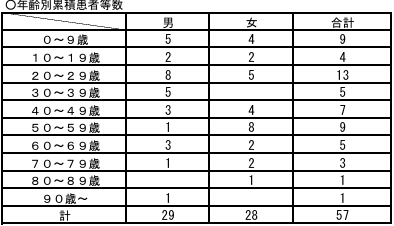 ○年齢別累積患者等数
男 女 合計
０～９歳 5 4 9
１０～１９歳 2 2 4
２０～２９歳 8 5 13
３０～３９歳 5 5
４０～４９歳 3 4 7
５０～５９歳 1 8 9
６０～６９歳 3 2 5
７０～７９歳 1 2 3
８０～８９歳 1 1
９０歳～ 1 1
計 29 28 57